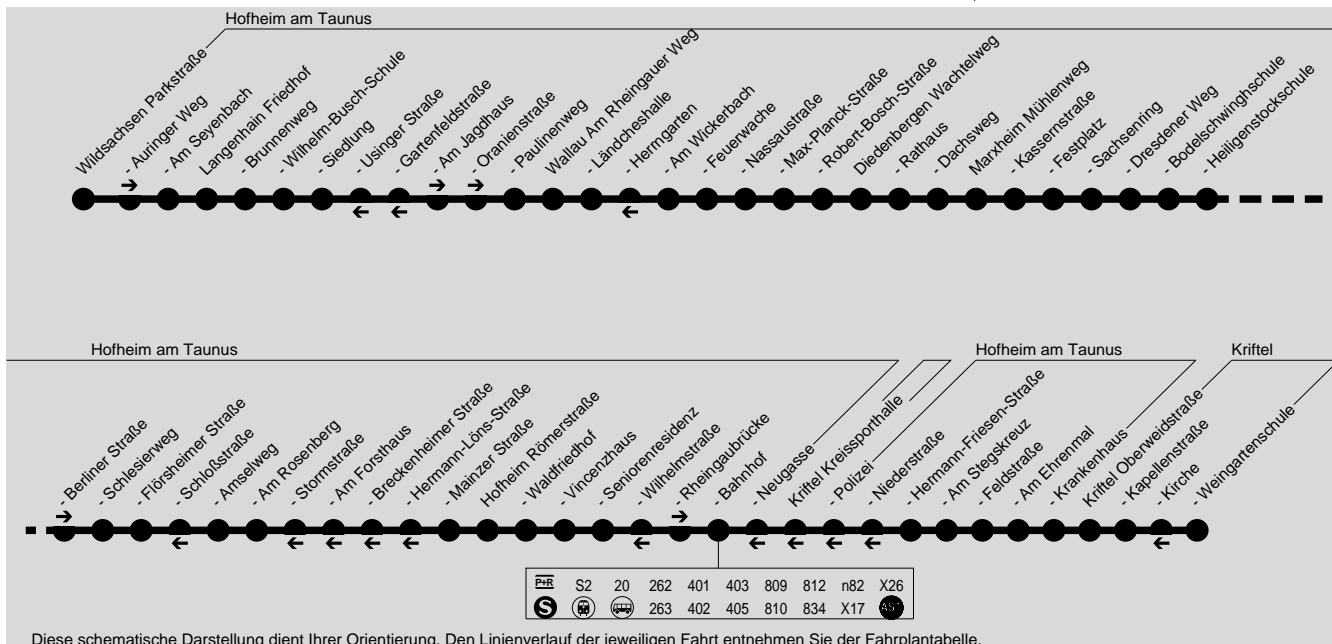 Hofheim am Taunus
Wildsachsen Parkstraße
- Auringer Weg
- Am Seyenbach
Langenhain Friedhof
- Brunnenweg
- Wilhelm-Busch-Schule
- Siedlung
- Usinger Straße
- Gartenfeldstraße
- Am Jagdhaus
- Oranienstraße
- Paulinenweg
Wallau Am Rheingauer Weg
- Ländcheshalle
- Herrngarten
- Am Wickerbach
- Feuerwache
- Nassaustraße
- Max-Planck-Straße
- Robert-Bosch-Straße
Diedenbergen Wachtelweg
- Rathaus
- Dachsweg
Marxheim Mühlenweg
- Kassernstraße
- Festplatz
- Sachsenring
- Dresdener Weg
- Bodelschwinghschule
- Heiligenstockschule
Hofheim am Taunus
Hofheim am Taunus
Kriftel
- Berliner Straße
- Schlesierweg
- Flörsheimer Straße
- Schloßstraße
- Amselweg
- Am Rosenberg
- Stormstraße
- Am Forsthaus
- Breckenheimer Straße
- Hermann-Löns-Straße
- Mainzer Straße
Hofheim Römerstraße
- Waldfriedhof
- Vincenzhaus
- Seniorenresidenz
- Wilhelmstraße
- Rheingaubrücke
- Bahnhof
- Neugasse
Kriftel Kreissporthalle
- Polizei
- Niederstraße
- Hermann-Friesen-Straße
- Am Stegskreuz
- Feldstraße
- Am Ehrenmal
- Krankenhaus
Kriftel Oberweidstraße
- Kapellenstraße
- Kirche
- Weingartenschule
P+R S2 20 262 401 403 809 812 n82 X26
S 263 402 405 810 834 X17 AST
Diese schematische Darstellung dient Ihrer Orientierung. Den Linienverlauf der jeweiligen Fahrt entnehmen Sie der Fahrplantabelle.